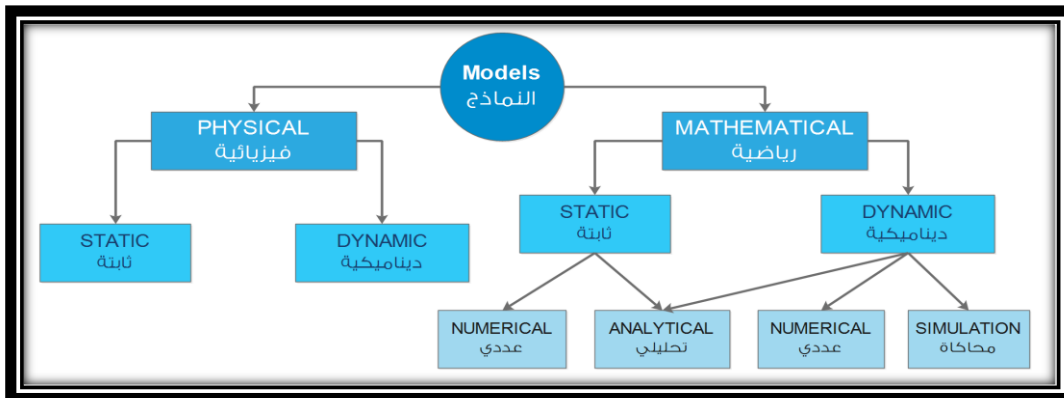 Models
النماذج
PHYSICAL
فيزيائية
MATHEMATICAL
رياضية
STATIC
ثابتة
DYNAMIC
ديناميكية
STATIC
ثابتة
DYNAMIC
ديناميكية
NUMERICAL
عددي
ANALYTICAL
تحليلي
NUMERICAL
عددي
SIMULATION
محاكاة